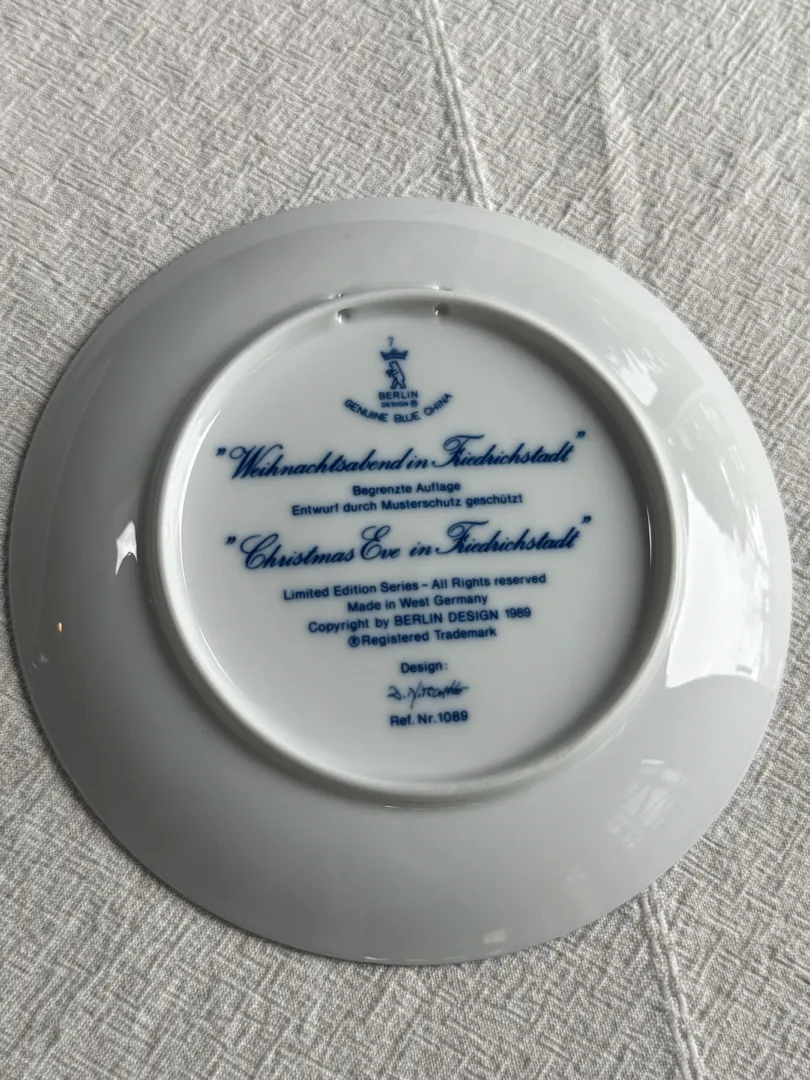 7
BERLIN
DESIGN ®
GENUINE BLUE CHINA
"Weihnachtsabend in Friedrichstadt"
Begrenzte Auflage
Entwurf durch Musterschutz geschützt
"Christmas Eve in Friedrichstadt"
Limited Edition Series – All Rights reserved
Made in West Germany
Copyright by BERLIN DESIGN 1989
®Registered Trademark
Design:
Ref. Nr. 1089